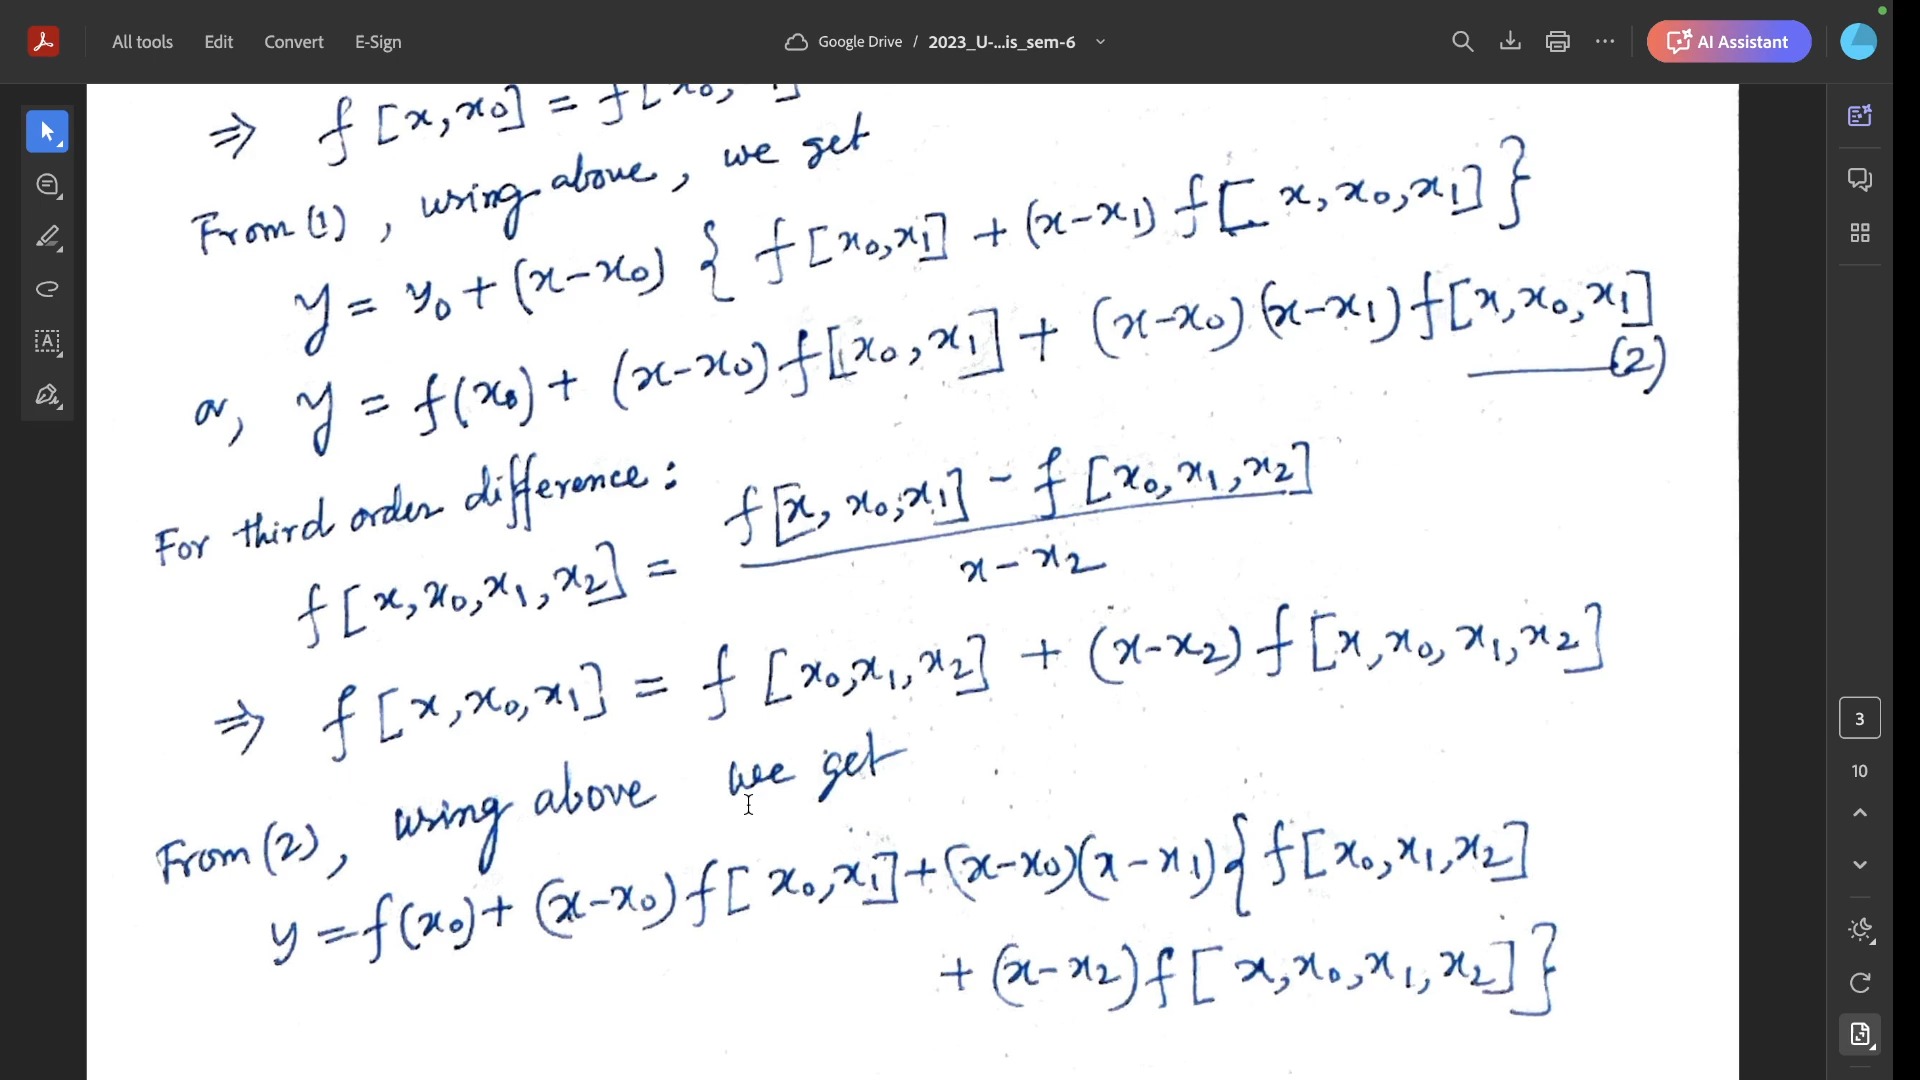 All tools Edit Convert E-Sign Google Drive / 2023_U-...is_sem-6 AI Assistant
⇒ f[x, x₀] = f[x₀,
From (1), using above, we get
y = y₀ + (x-x₀) { f[x₀,x₁] + (x-x₁) f[x, x₀, x₁] }
or, y = f(x₀) + (x-x₀) f[x₀, x₁] + (x-x₀)(x-x₁) f[x, x₀, x₁]
(2)
For third order difference:
f[x, x₀, x₁, x₂] = f[x, x₀, x₁] - f[x₀, x₁, x₂] / x-x₂
⇒ f[x, x₀, x₁] = f[x₀, x₁, x₂] + (x-x₂) f[x, x₀, x₁, x₂]
From (2), using above we get
y = f(x₀) + (x-x₀) f[x₀, x₁] + (x-x₀)(x-x₁) { f[x₀, x₁, x₂]
+ (x-x₂) f[x, x₀, x₁, x₂] }
3
10